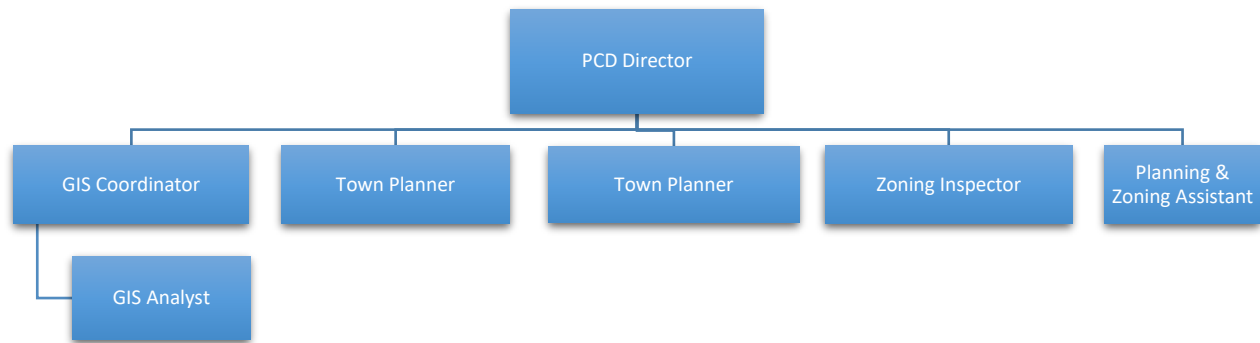 PCD Director
GIS Coordinator
Town Planner
Town Planner
Zoning Inspector
Planning &
Zoning Assistant
GIS Analyst